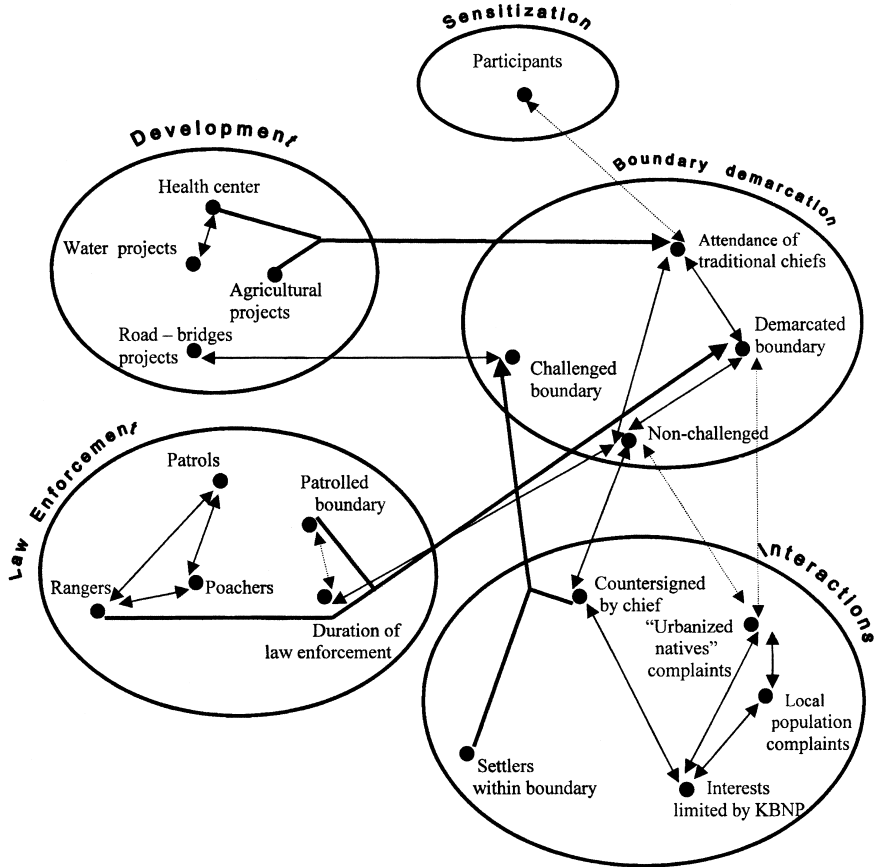 Sensitization
Participants
Development
Health center
Water projects
Agricultural
projects
Road – bridges
projects
Boundary demarcation
Attendance of
traditional chiefs
Demarcated
boundary
Challenged
boundary
Non-challenged
Law Enforcement
Patrols
Patrolled
boundary
Rangers
Poachers
Duration of
law enforcement
Interactions
Countersigned
by chief
“Urbanized
natives”
complaints
Local
population
complaints
Settlers
within boundary
Interests
limited by KBNP